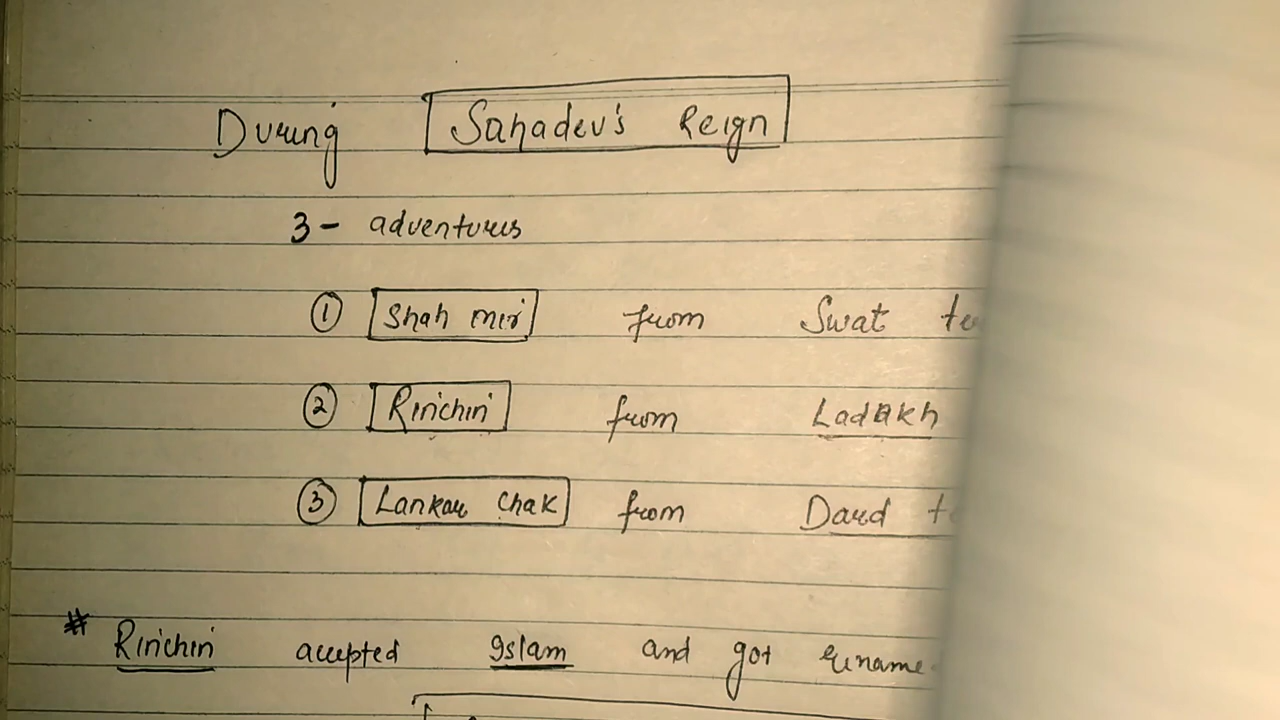 During Sahadev's Reign
3- adventures
① Shah mir from Swat
② Rinchin from Ladakh
③ Lankar Chak from Dard
# Rinchin accepted Islam and got rename